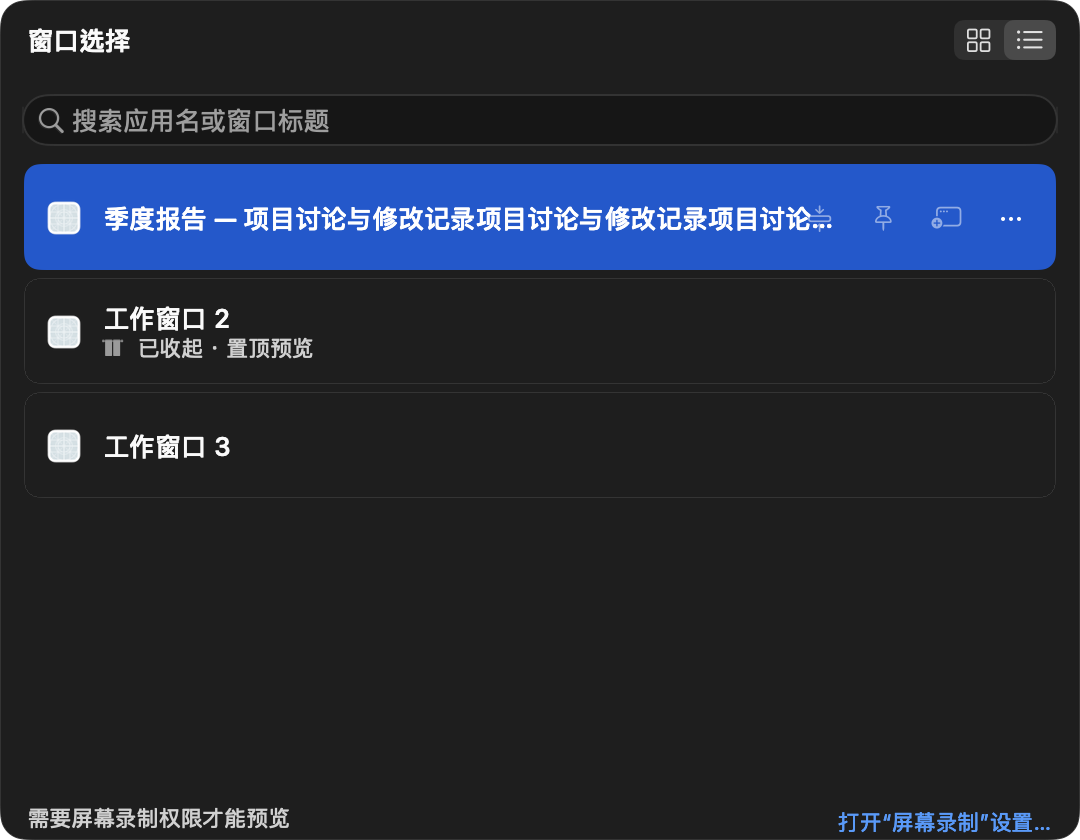 窗口选择
搜索应用名或窗口标题
季度报告 — 项目讨论与修改记录项目讨论与修改记录项目讨论...
工作窗口 2
已收起 · 置顶预览
工作窗口 3
需要屏幕录制权限才能预览
打开“屏幕录制”设置...